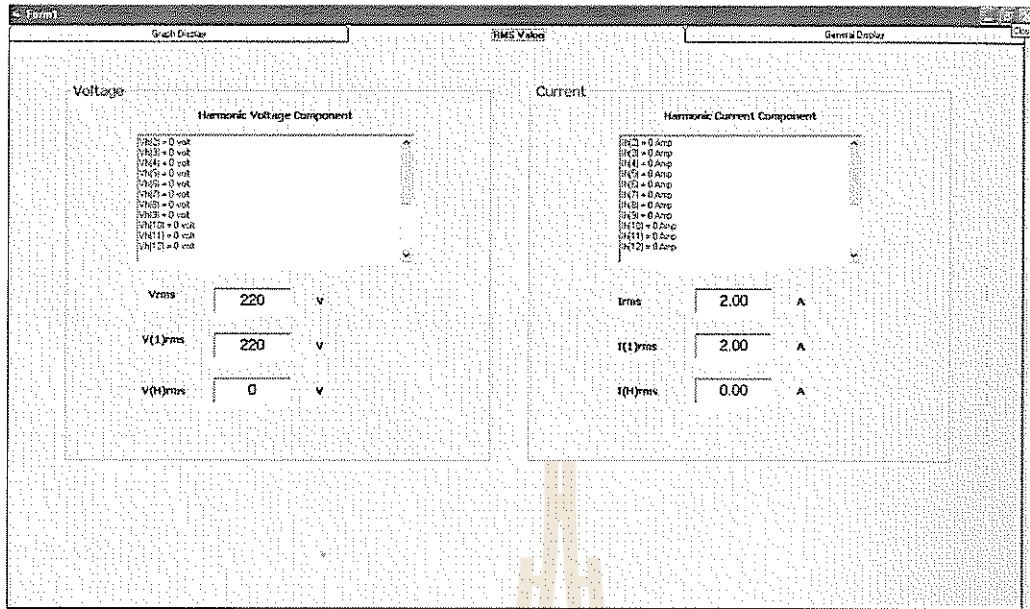 Form1
Clos
Graph Display
RMS Value
General Display
Voltage
Harmonic Voltage Component
Vh(2) = 0 volt
Vh(3) = 0 volt
Vh(4) = 0 volt
Vh(5) = 0 volt
Vh(6) = 0 volt
Vh(7) = 0 volt
Vh(8) = 0 volt
Vh(9) = 0 volt
Vh(10) = 0 volt
Vh(11) = 0 volt
Vh(12) = 0 volt
Vrms 220 V
V(1)rms 220 V
V(H)rms 0 V
Current
Harmonic Current Component
Ih(2) = 0 Amp
Ih(3) = 0 Amp
Ih(4) = 0 Amp
Ih(5) = 0 Amp
Ih(6) = 0 Amp
Ih(7) = 0 Amp
Ih(8) = 0 Amp
Ih(9) = 0 Amp
Ih(10) = 0 Amp
Ih(11) = 0 Amp
Ih(12) = 0 Amp
Irms 2.00 A
I(1)rms 2.00 A
I(H)rms 0.00 A